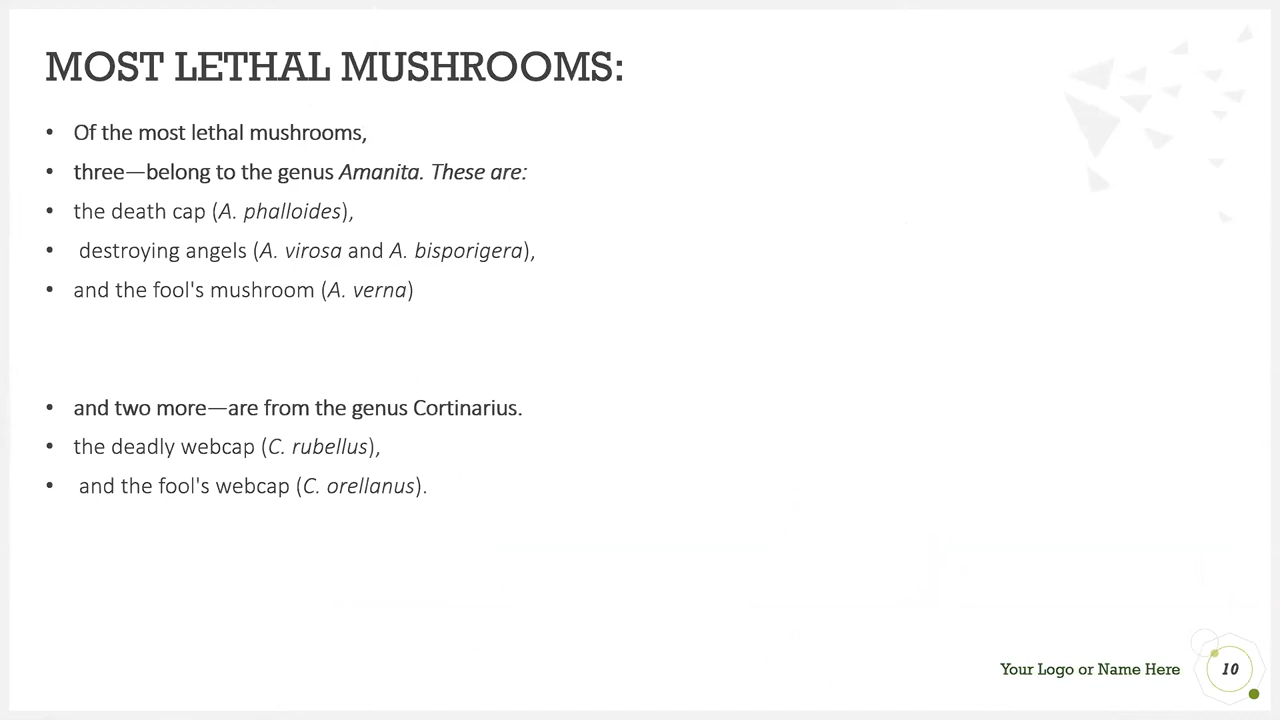 MOST LETHAL MUSHROOMS:
• Of the most lethal mushrooms,
• three—belong to the genus Amanita. These are:
• the death cap (A. phalloides),
• destroying angels (A. virosa and A. bisporigera),
• and the fool's mushroom (A. verna)
• and two more—are from the genus Cortinarius.
• the deadly webcap (C. rubellus),
• and the fool's webcap (C. orellanus).
Your Logo or Name Here
10